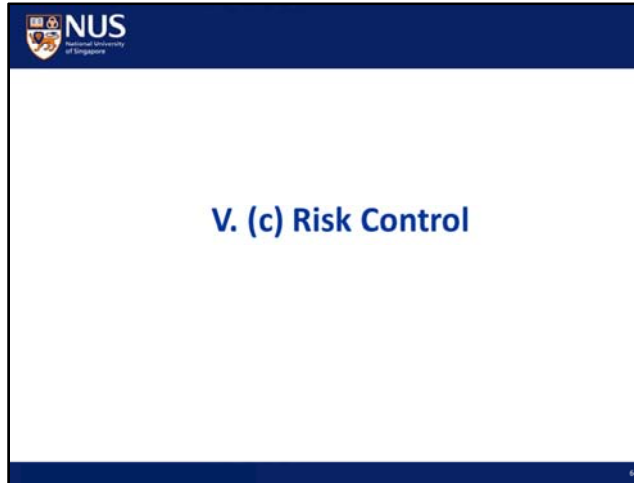 NUS
National University
of Singapore
V. (c) Risk Control